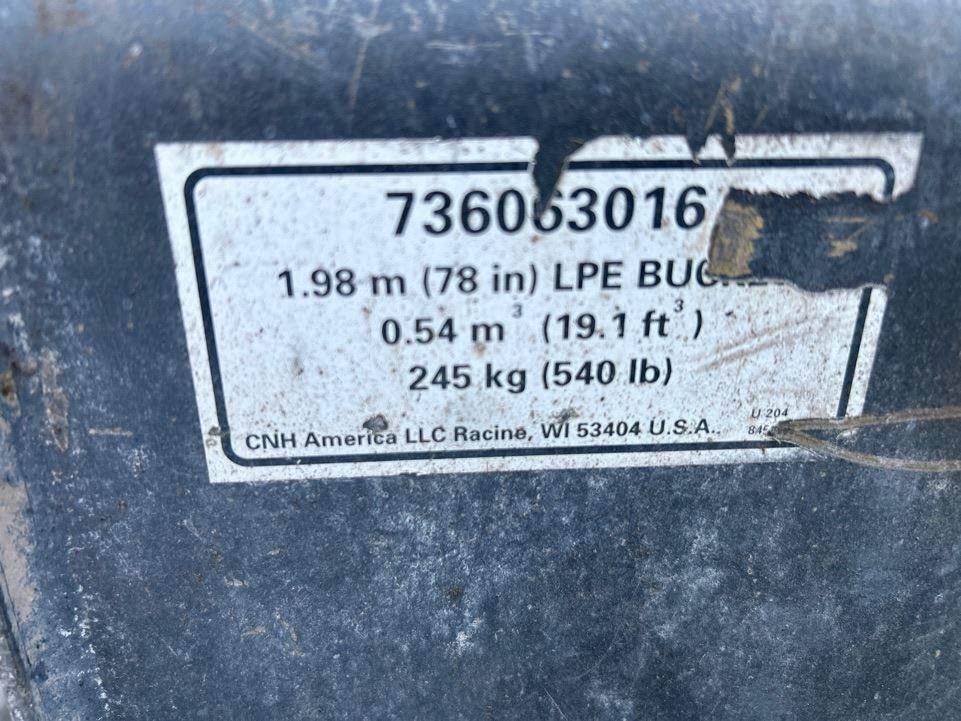 736063016
1.98 m (78 in) LPE
0.54 m³ (19.1 ft³)
245 kg (540 lb)
U 204
CNH America LLC Racine, WI 53404 U.S.A.